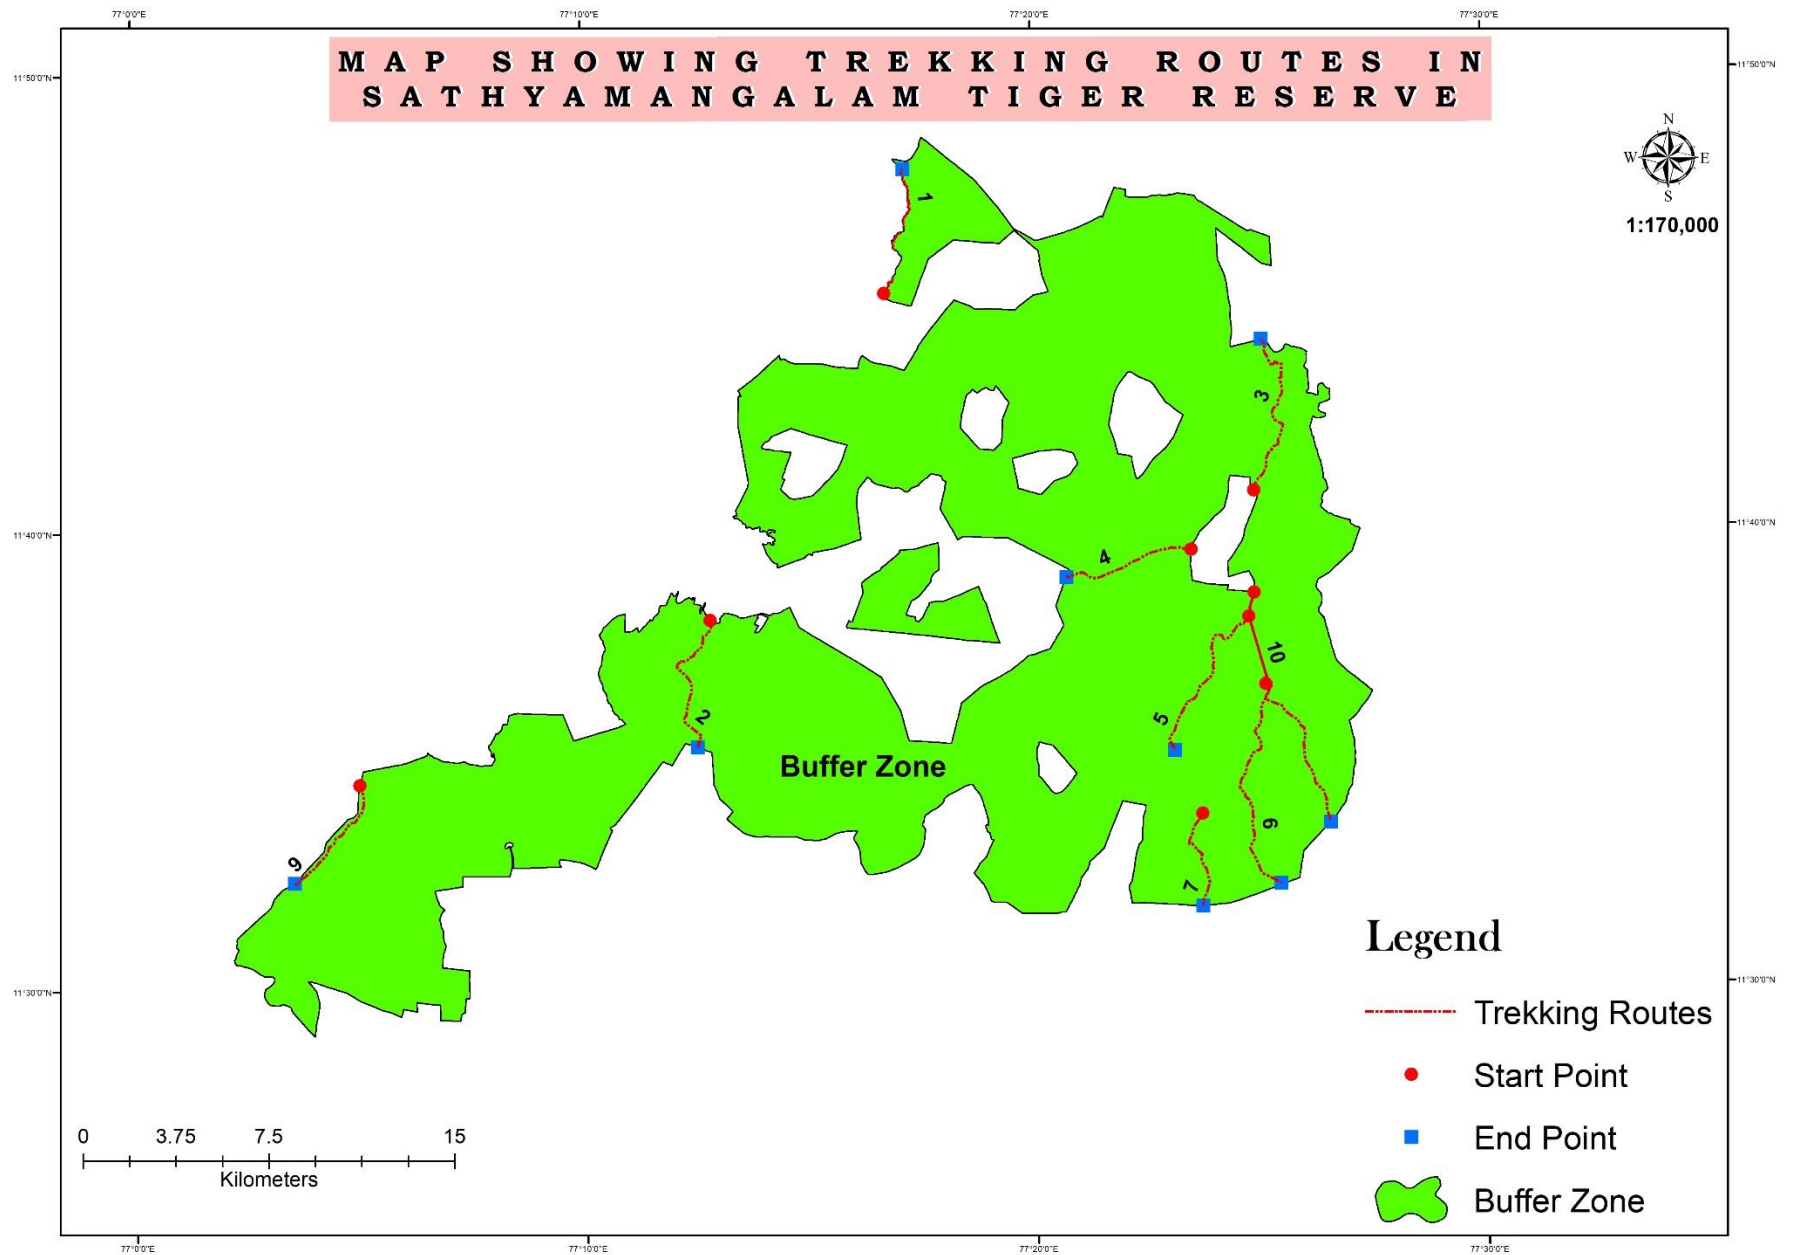 77°0'0"E 77°10'0"E 77°20'0"E 77°30'0"E
MAP SHOWING TREKKING ROUTES IN
SATHYAMANGALAM TIGER RESERVE
11°50'0"N 11°50'0"N
N
W E
S
1:170,000
1
3
11°40'0"N 11°40'0"N
4
10
5
2
Buffer Zone
6
9
7
Legend
11°30'0"N 11°30'0"N
Trekking Routes
Start Point
End Point
Buffer Zone
0 3.75 7.5 15
Kilometers
77°0'0"E 77°10'0"E 77°20'0"E 77°30'0"E